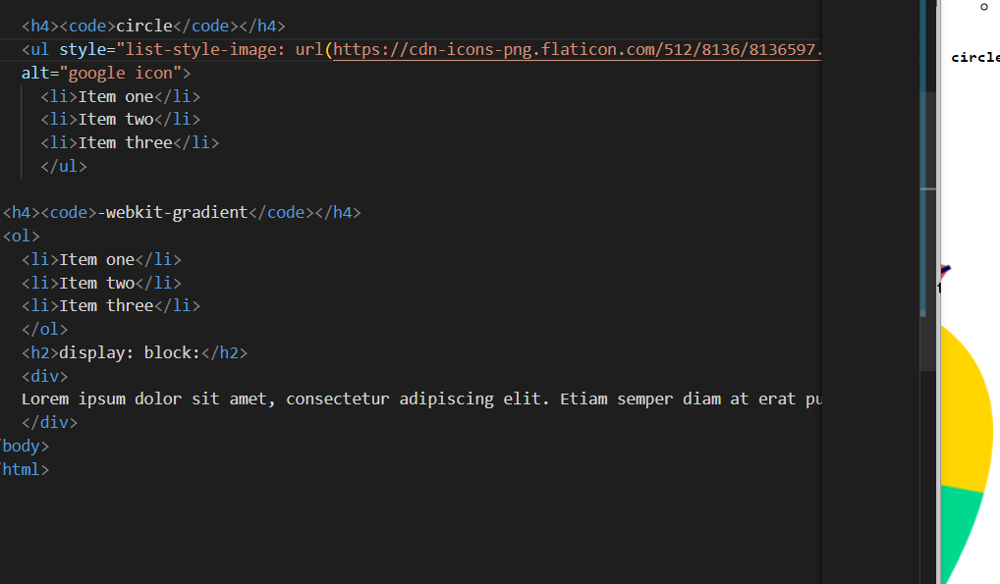 <h4><code>circle</code></h4>
<ul style="list-style-image: url(https://cdn-icons-png.flaticon.com/512/8136/8136597.
alt="google icon">
<li>Item one</li>
<li>Item two</li>
<li>Item three</li>
</ul>
<h4><code>-webkit-gradient</code></h4>
<ol>
<li>Item one</li>
<li>Item two</li>
<li>Item three</li>
</ol>
<h2>display: block:</h2>
<div>
Lorem ipsum dolor sit amet, consectetur adipiscing elit. Etiam semper diam at erat pu
</div>
/body>
/html>
circle